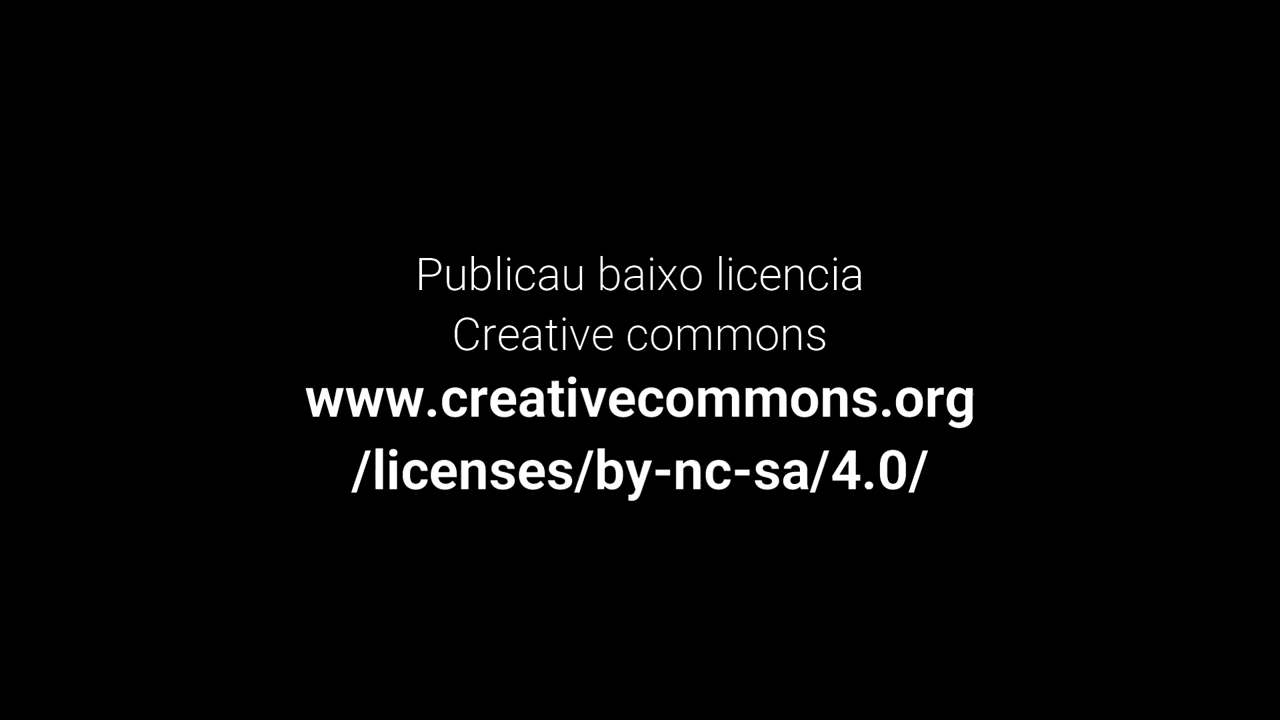 Publicau baixo licencia
Creative commons
www.creativecommons.org
/licenses/by-nc-sa/4.0/